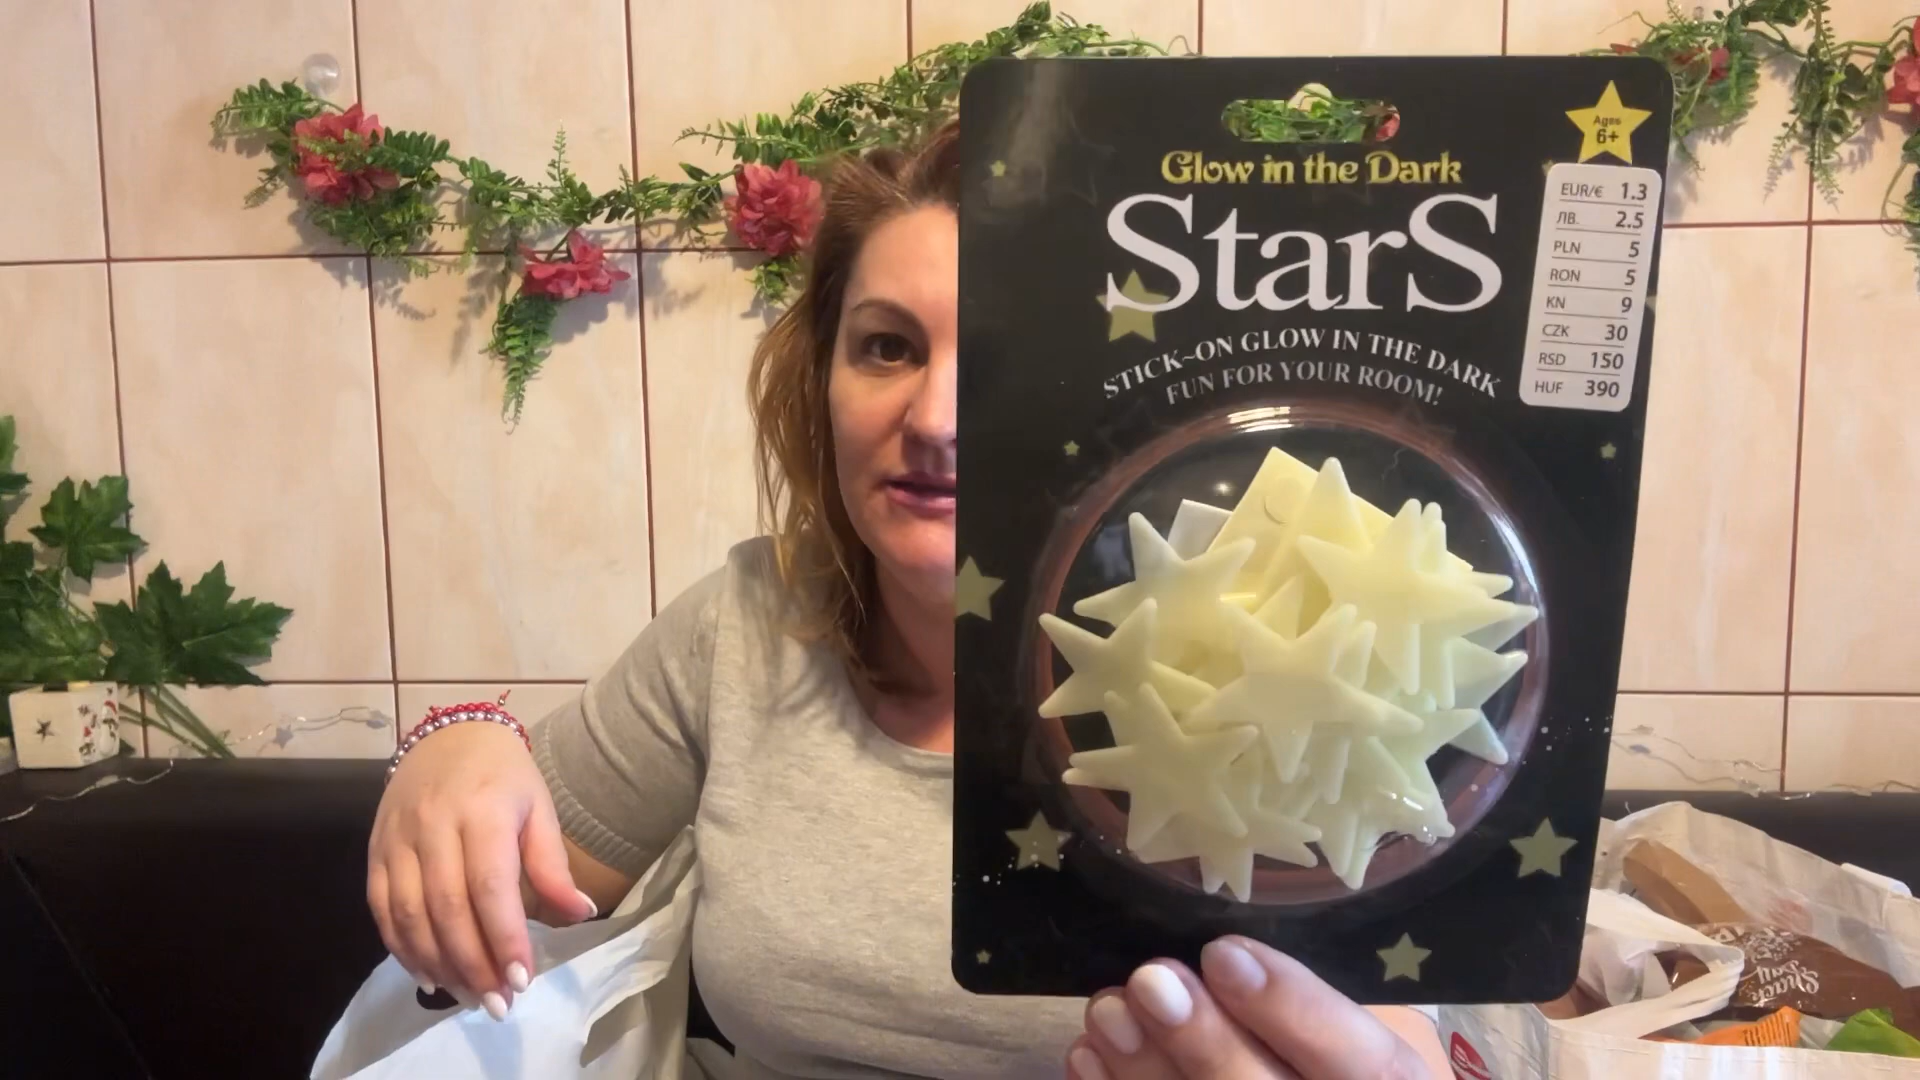 Glow in the Dark
StarS
STICK~ON GLOW IN THE DARK
FUN FOR YOUR ROOM!
Ages
6+
EUR/€ 1.3
ЛВ. 2.5
PLN 5
RON 5
KN 9
CZK 30
RSD 150
HUF 390